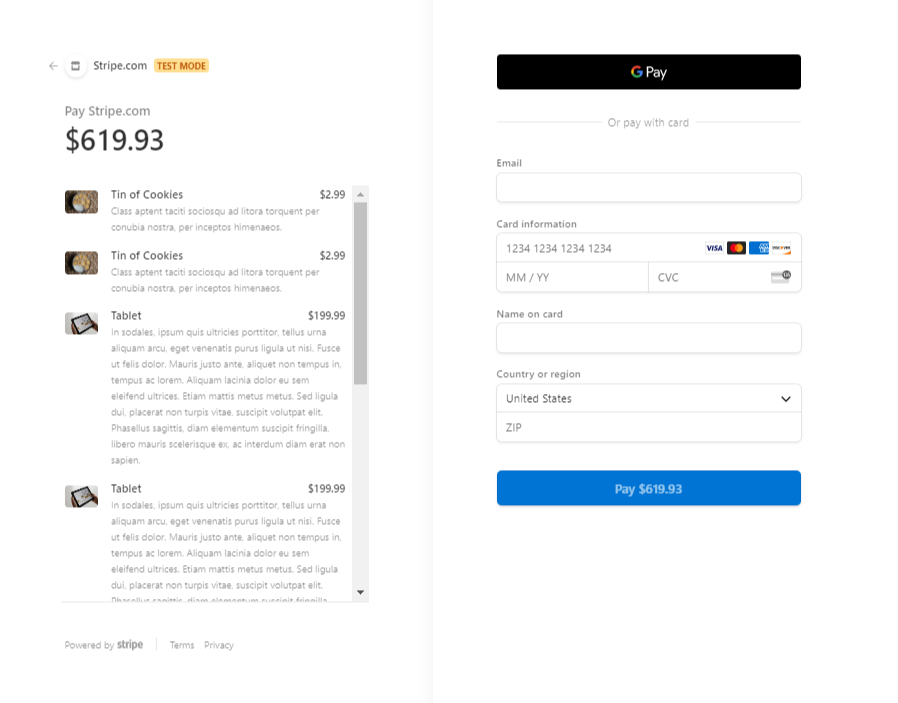 Stripe.com TEST MODE
Pay Stripe.com
$619.93
Tin of Cookies $2.99
Class aptent taciti sociosqu ad litora torquent per
conubia nostra, per inceptos himenaeos.
Tin of Cookies $2.99
Class aptent taciti sociosqu ad litora torquent per
conubia nostra, per inceptos himenaeos.
Tablet $199.99
In sodales, ipsum quis ultricies porttitor, tellus urna
aliquam arcu, eget venenatis purus ligula ut nisi. Fusce
ut felis dolor. Mauris justo ante, aliquet non tempus in,
tempus ac lorem. Aliquam lacinia dolor eu sem
eleifend ultrices. Etiam mattis metus metus. Sed ligula
dui, placerat non turpis vitae, suscipit volutpat elit.
Phasellus sagittis, diam elementum suscipit fringilla,
libero mauris scelerisque ex, ac interdum diam erat non
sapien.
Tablet $199.99
In sodales, ipsum quis ultricies porttitor, tellus urna
aliquam arcu, eget venenatis purus ligula ut nisi. Fusce
ut felis dolor. Mauris justo ante, aliquet non tempus in,
tempus ac lorem. Aliquam lacinia dolor eu sem
eleifend ultrices. Etiam mattis metus metus. Sed ligula
dui, placerat non turpis vitae, suscipit volutpat elit.
Phasellus sagittis, diam elementum suscipit fringilla,
Powered by stripe Terms Privacy
G Pay
Or pay with card
Email
Card information
1234 1234 1234 1234 VISA
MM / YY CVC
Name on card
Country or region
United States
ZIP
Pay $619.93